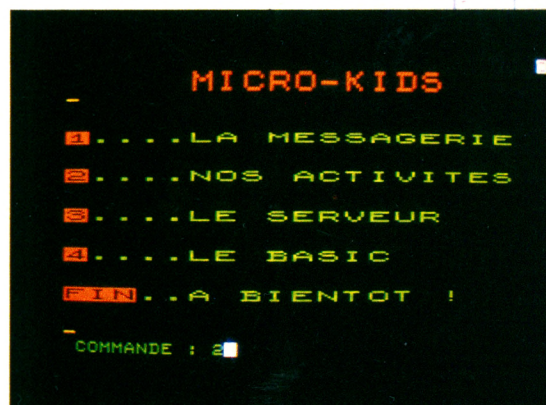 MICRO-KIDS
1....LA MESSAGERIE
2....NOS ACTIVITES
3....LE SERVEUR
4....LE BASIC
FIN..A BIENTOT !
COMMANDE : 2